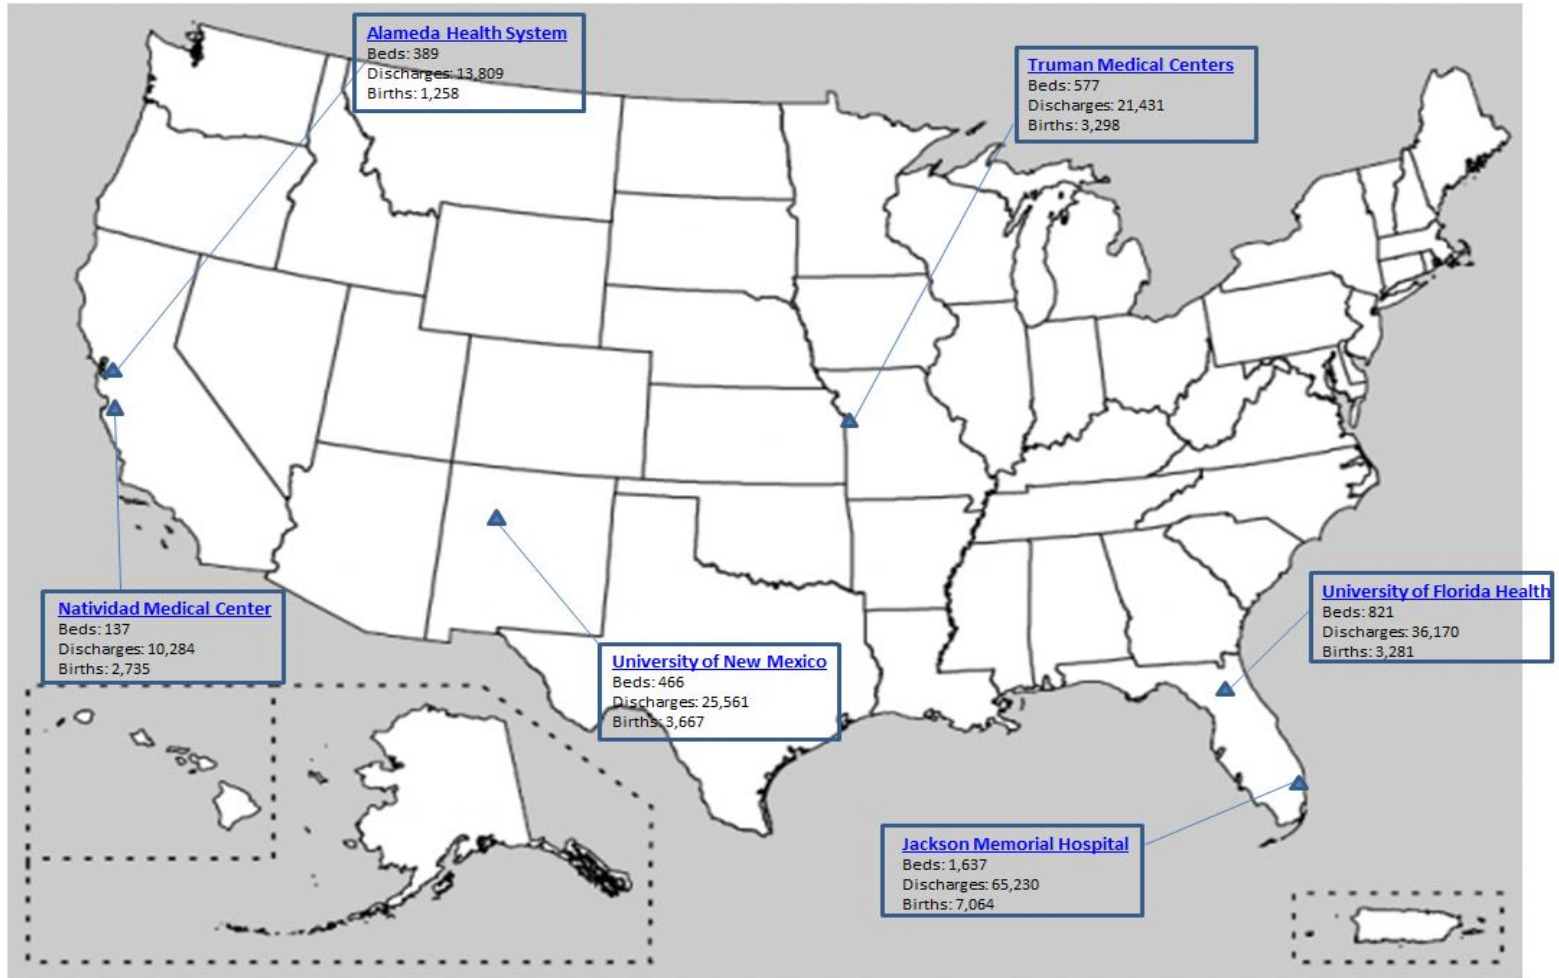 Alameda Health System
Beds: 389
Discharges: 13,809
Births: 1,258
Truman Medical Centers
Beds: 577
Discharges: 21,431
Births: 3,298
Natividad Medical Center
Beds: 137
Discharges: 10,284
Births: 2,735
University of New Mexico
Beds: 466
Discharges: 25,561
Births: 3,667
University of Florida Health
Beds: 821
Discharges: 36,170
Births: 3,281
Jackson Memorial Hospital
Beds: 1,637
Discharges: 65,230
Births: 7,064